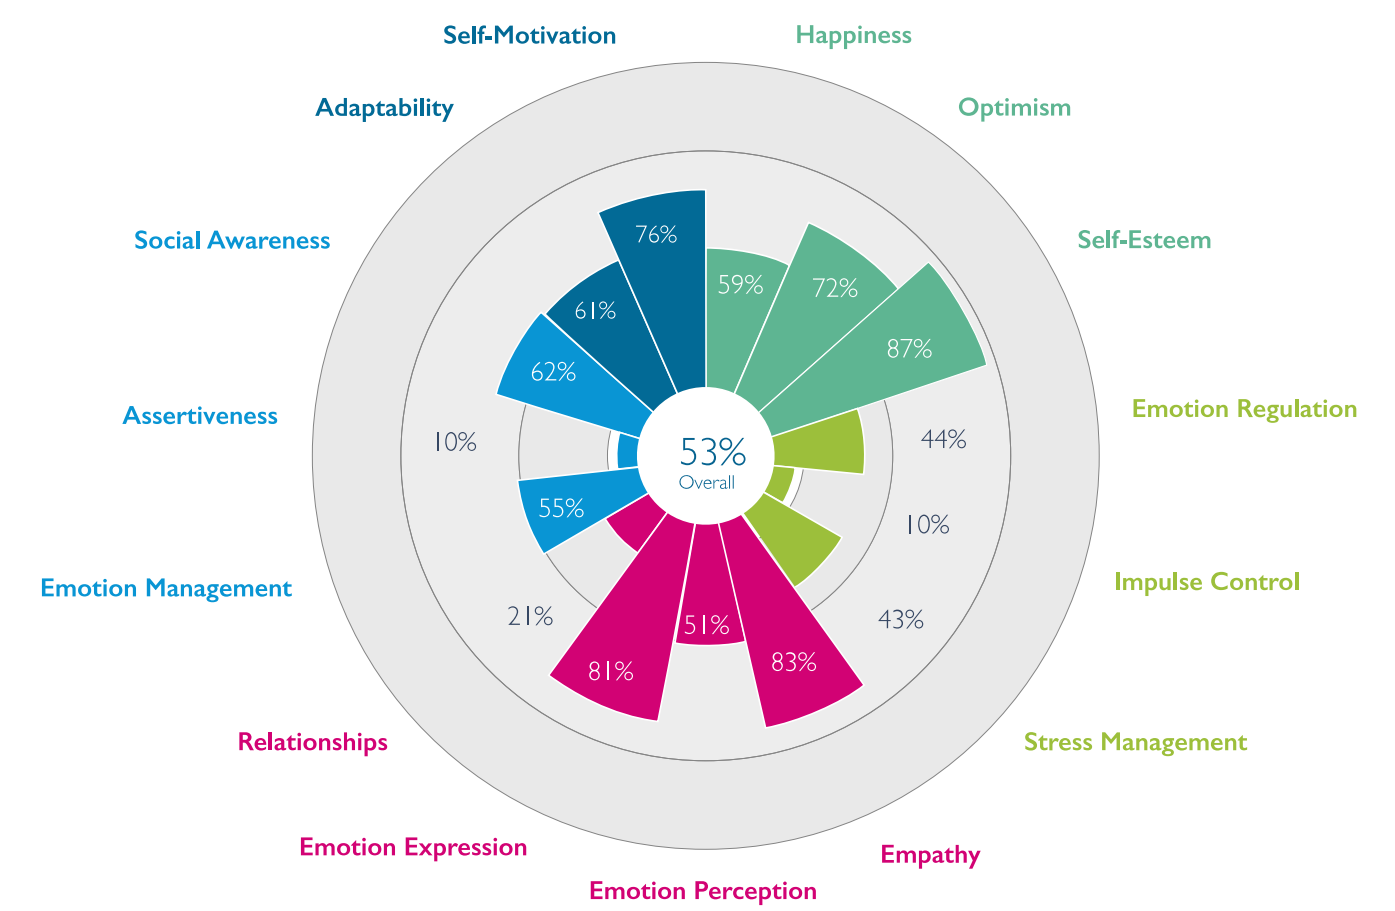 Self-Motivation
Happiness
Adaptability
Optimism
Social Awareness
Self-Esteem
Assertiveness
Emotion Regulation
Emotion Management
Impulse Control
Relationships
Stress Management
Emotion Expression
Empathy
Emotion Perception
76%
59%
72%
61%
87%
62%
10%
44%
53%
Overall
55%
10%
21%
51%
43%
81%
83%